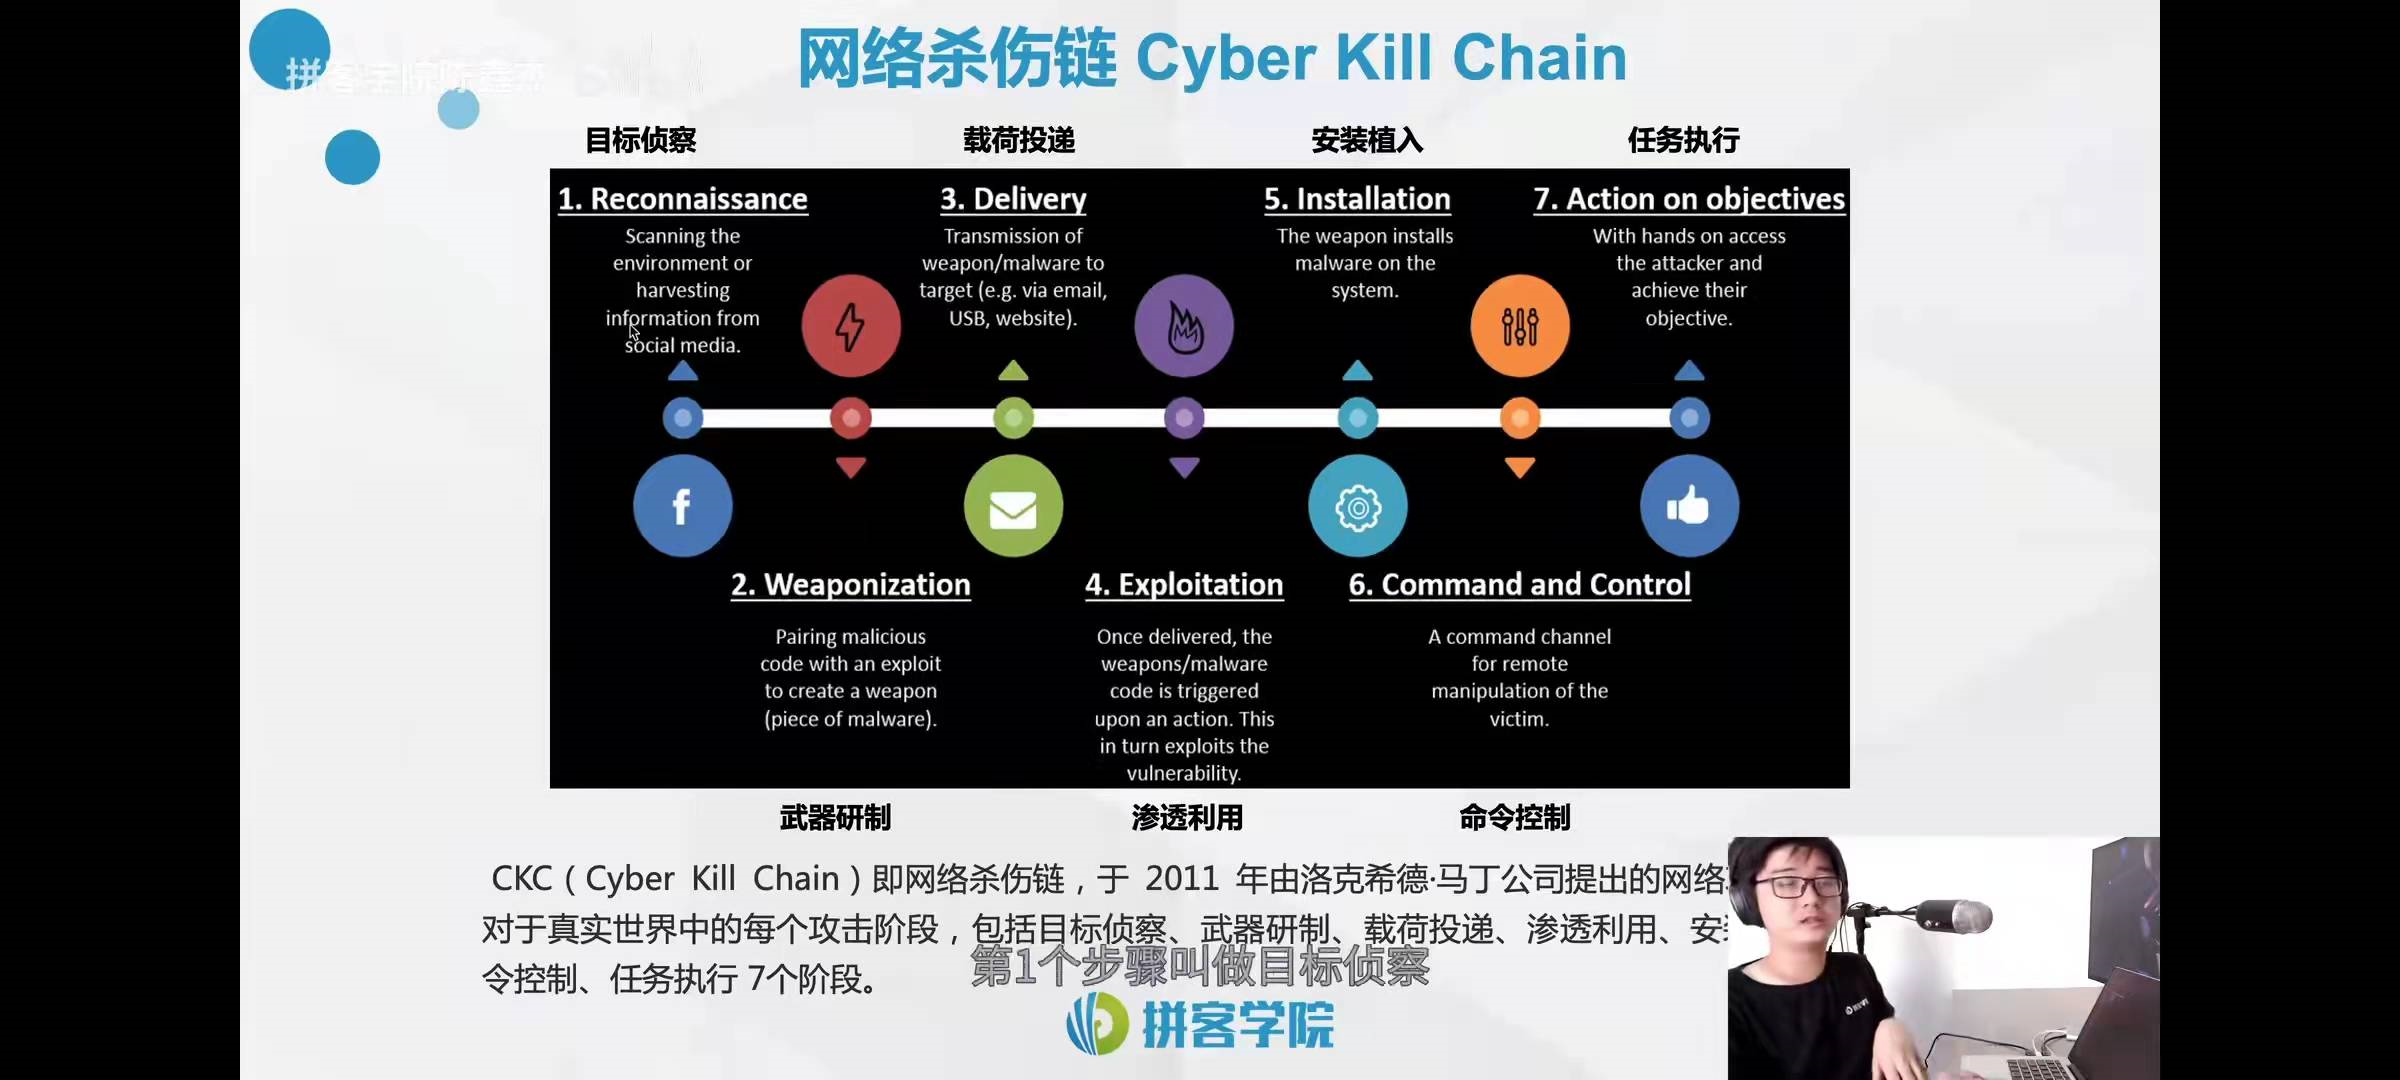 拼客学院陈鑫杰
网络杀伤链 Cyber Kill Chain
目标侦察
载荷投递
安装植入
任务执行
1. Reconnaissance
Scanning the
environment or
harvesting
information from
social media.
3. Delivery
Transmission of
weapon/malware to
target (e.g. via email,
USB, website).
5. Installation
The weapon installs
malware on the
system.
7. Action on objectives
With hands on access
the attacker and
achieve their
objective.
f
2. Weaponization
Pairing malicious
code with an exploit
to create a weapon
(piece of malware).
4. Exploitation
Once delivered, the
weapons/malware
code is triggered
upon an action. This
in turn exploits the
vulnerability.
6. Command and Control
A command channel
for remote
manipulation of the
victim.
武器研制
渗透利用
命令控制
CKC（Cyber Kill Chain）即网络杀伤链，于 2011 年由洛克希德·马丁公司提出的网络
对于真实世界中的每个攻击阶段，包括目标侦察、武器研制、载荷投递、渗透利用、安
令控制、任务执行 7个阶段。
第1个步骤叫做目标侦察
拼客学院